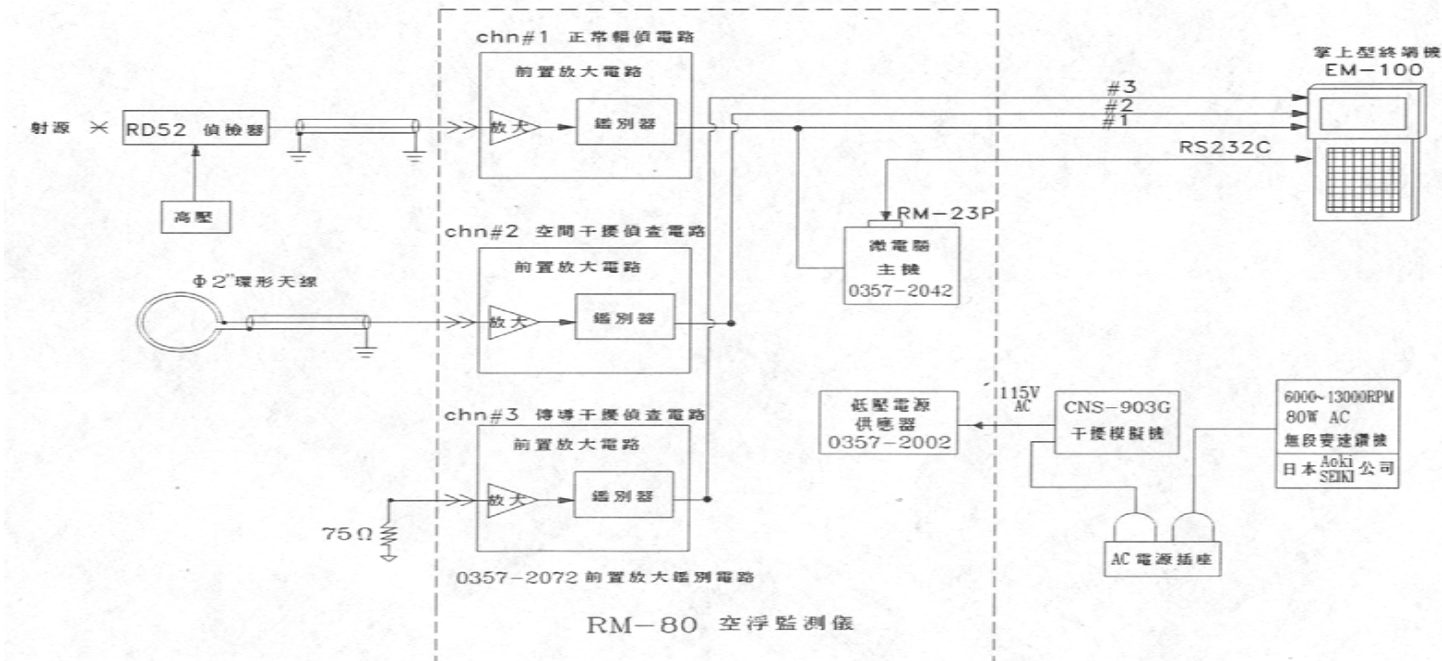 chn#1 正常輻偵電路
前置放大電路
放大
鑑別器
射源
RD52 偵檢器
高壓
掌上型終端機
EM-100
#3
#2
#1
RS232C
RM-23P
微電腦
主機
0357-2042
chn#2 空間干擾偵查電路
前置放大電路
放大
鑑別器
Φ2"環形天線
chn#3 傳導干擾偵查電路
前置放大電路
放大
鑑別器
75Ω
0357-2072 前置放大鑑別電路
低壓電源
供應器
0357-2002
115V
AC
CNS-903G
干擾模擬機
6000~13000RPM
80W AC
無段變速鑽機
日本 Aoki SEIKI 公司
AC 電源插座
RM-80 空浮監測儀